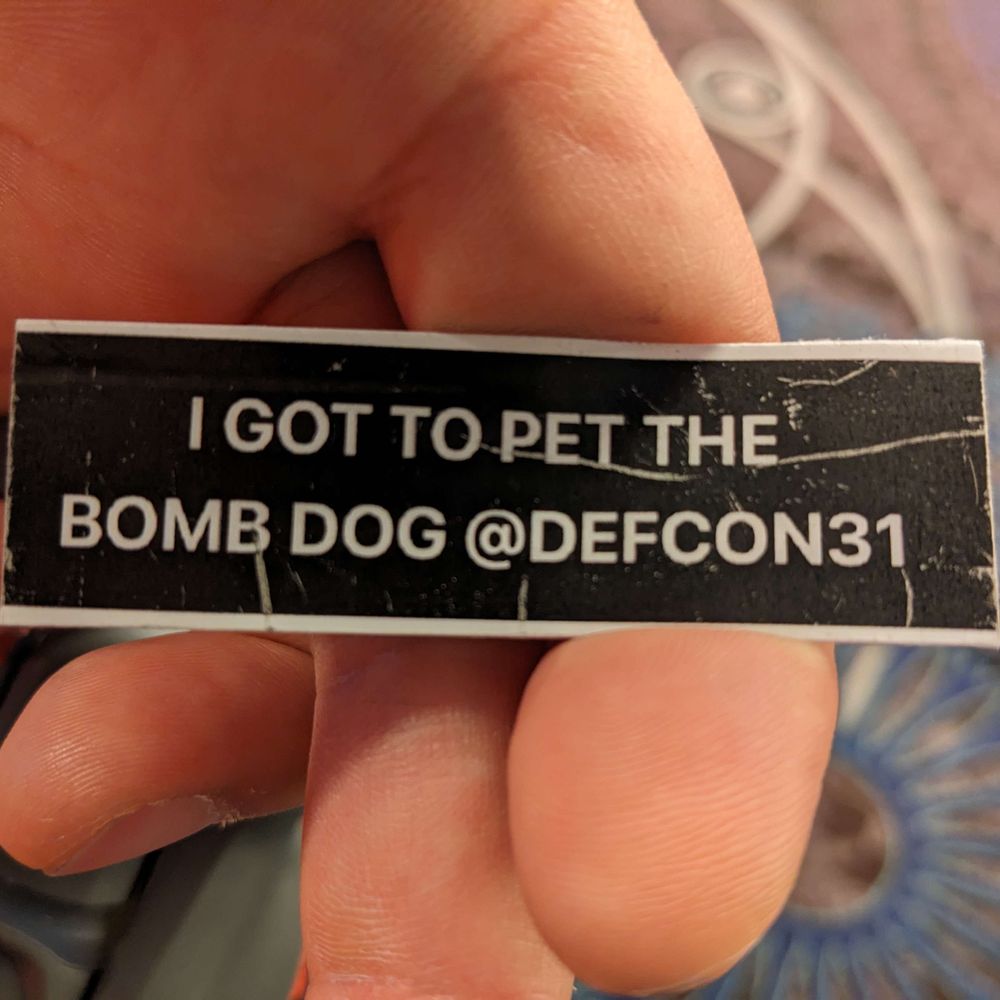 I GOT TO PET THE
BOMB DOG @DEFCON31